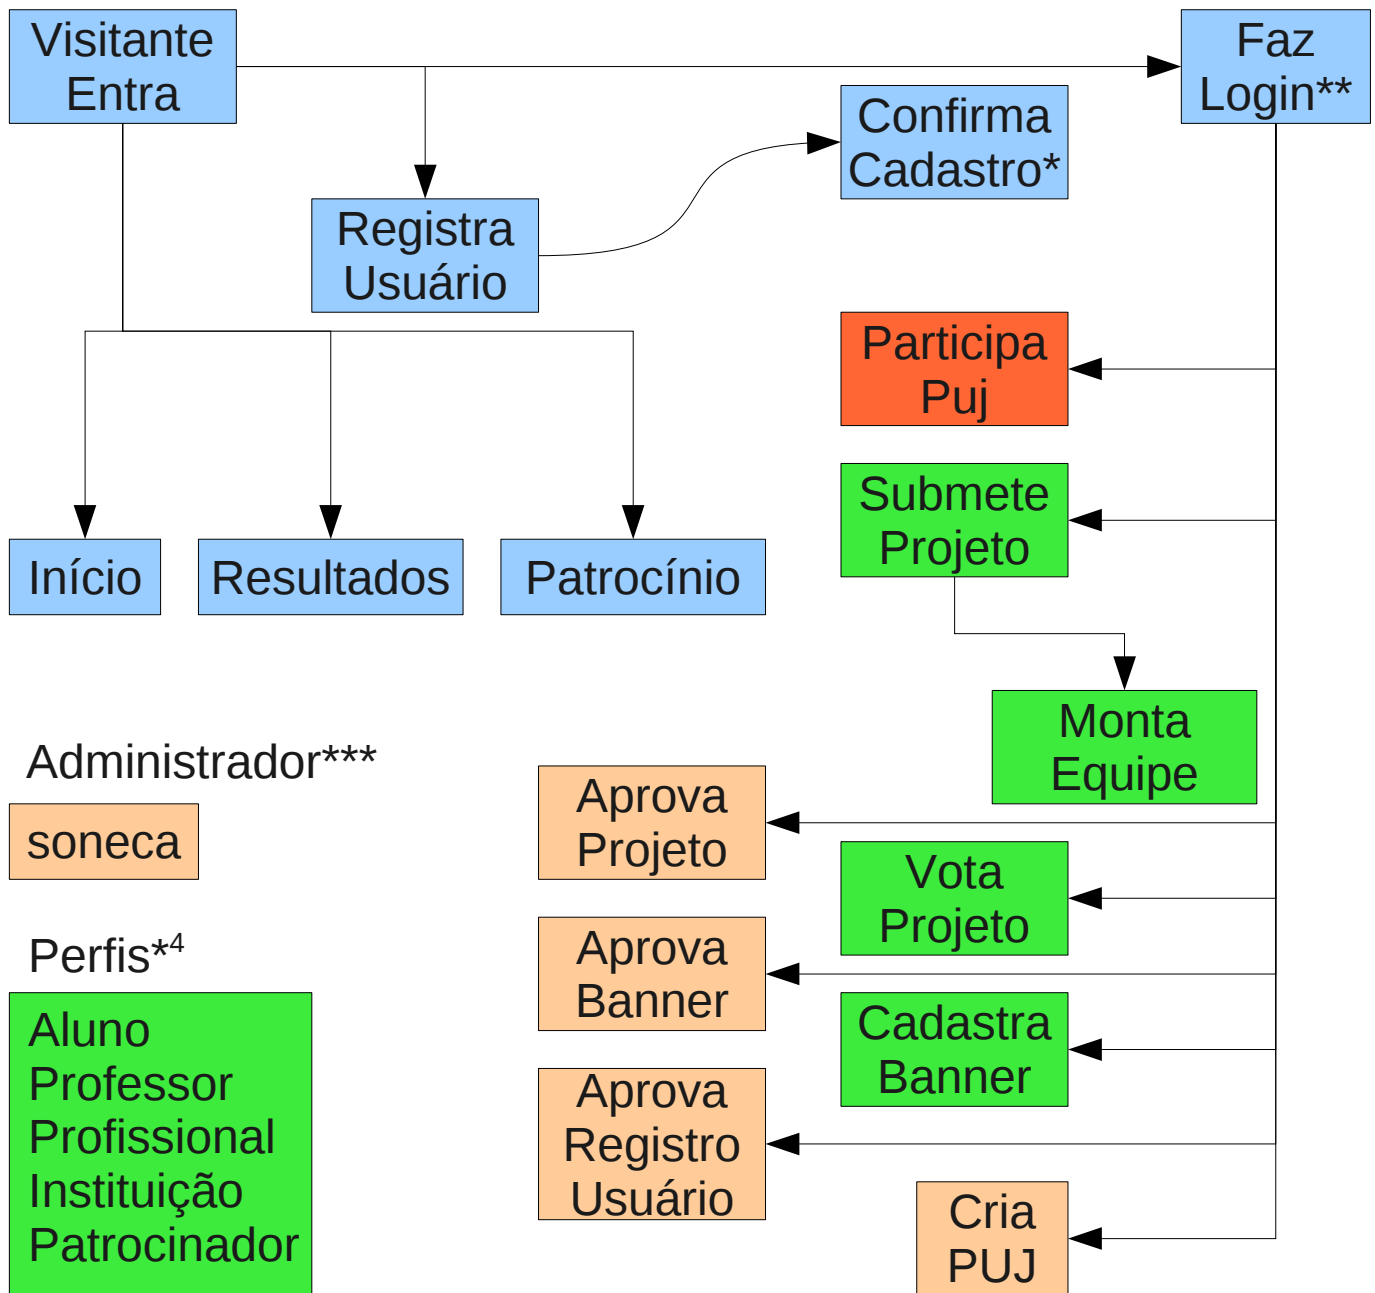 Visitante
Entra
Faz
Login**
Confirma
Cadastro*
Registra
Usuário
Participa
Puj
Submete
Projeto
Início
Resultados
Patrocínio
Monta
Equipe
Administrador***
soneca
Aprova
Projeto
Vota
Projeto
Perfis*4
Aluno
Professor
Profissional
Instituição
Patrocinador
Aprova
Banner
Cadastra
Banner
Aprova
Registro
Usuário
Cria
PUJ